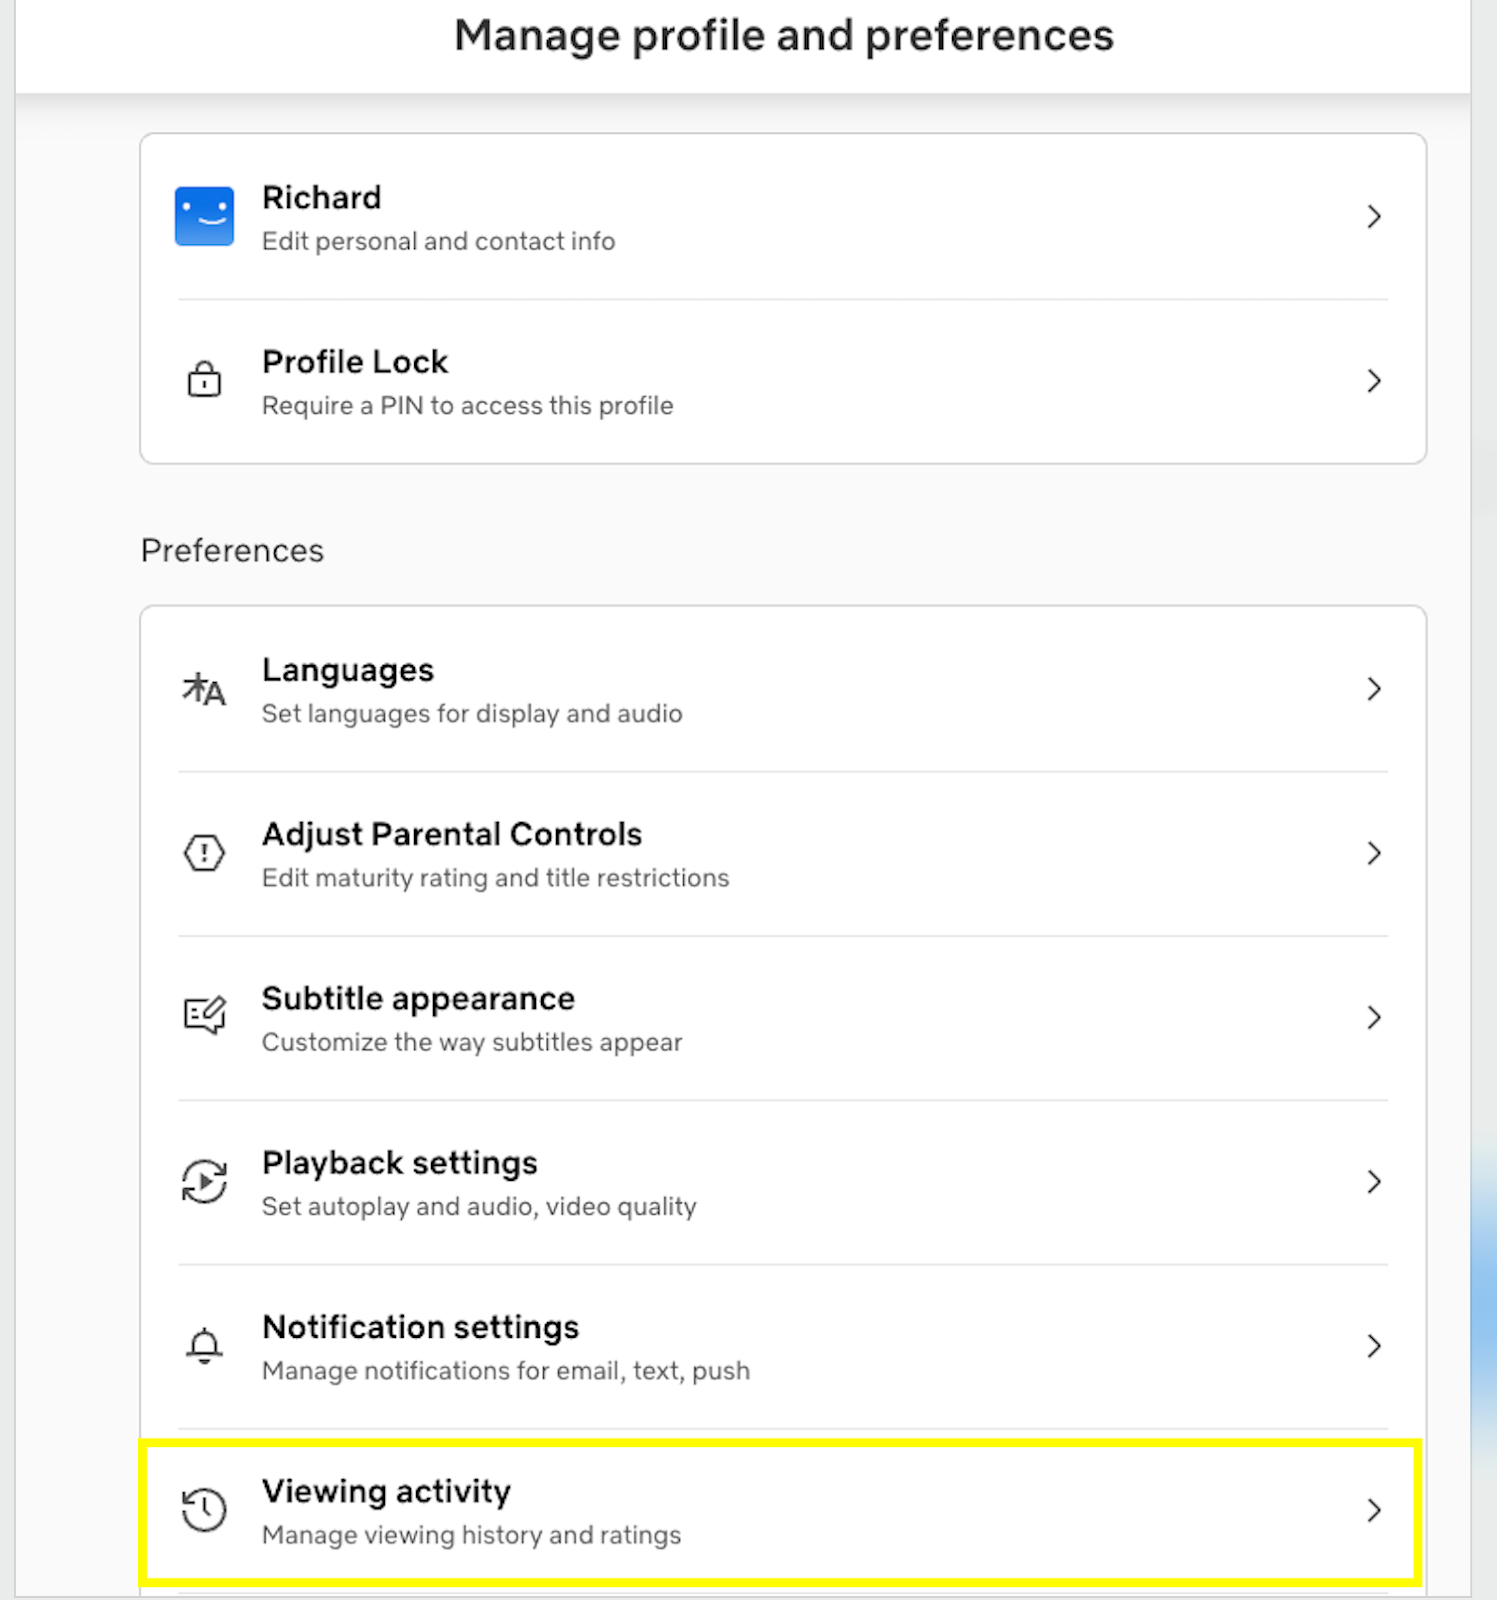 Manage profile and preferences
Richard
Edit personal and contact info
Profile Lock
Require a PIN to access this profile
Preferences
Languages
Set languages for display and audio
Adjust Parental Controls
Edit maturity rating and title restrictions
Subtitle appearance
Customize the way subtitles appear
Playback settings
Set autoplay and audio, video quality
Notification settings
Manage notifications for email, text, push
Viewing activity
Manage viewing history and ratings